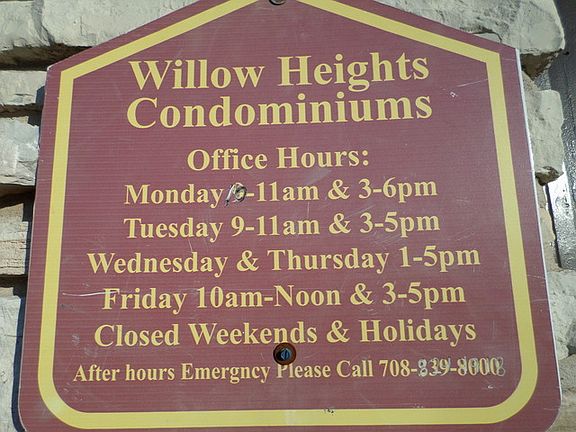 Willow Heights
Condominiums
Office Hours:
Monday -11am & 3-6pm
Tuesday 9-11am & 3-5pm
Wednesday & Thursday 1-5pm
Friday 10am-Noon & 3-5pm
Closed Weekends & Holidays
After hours Emergncy Please Call 708-839-8000